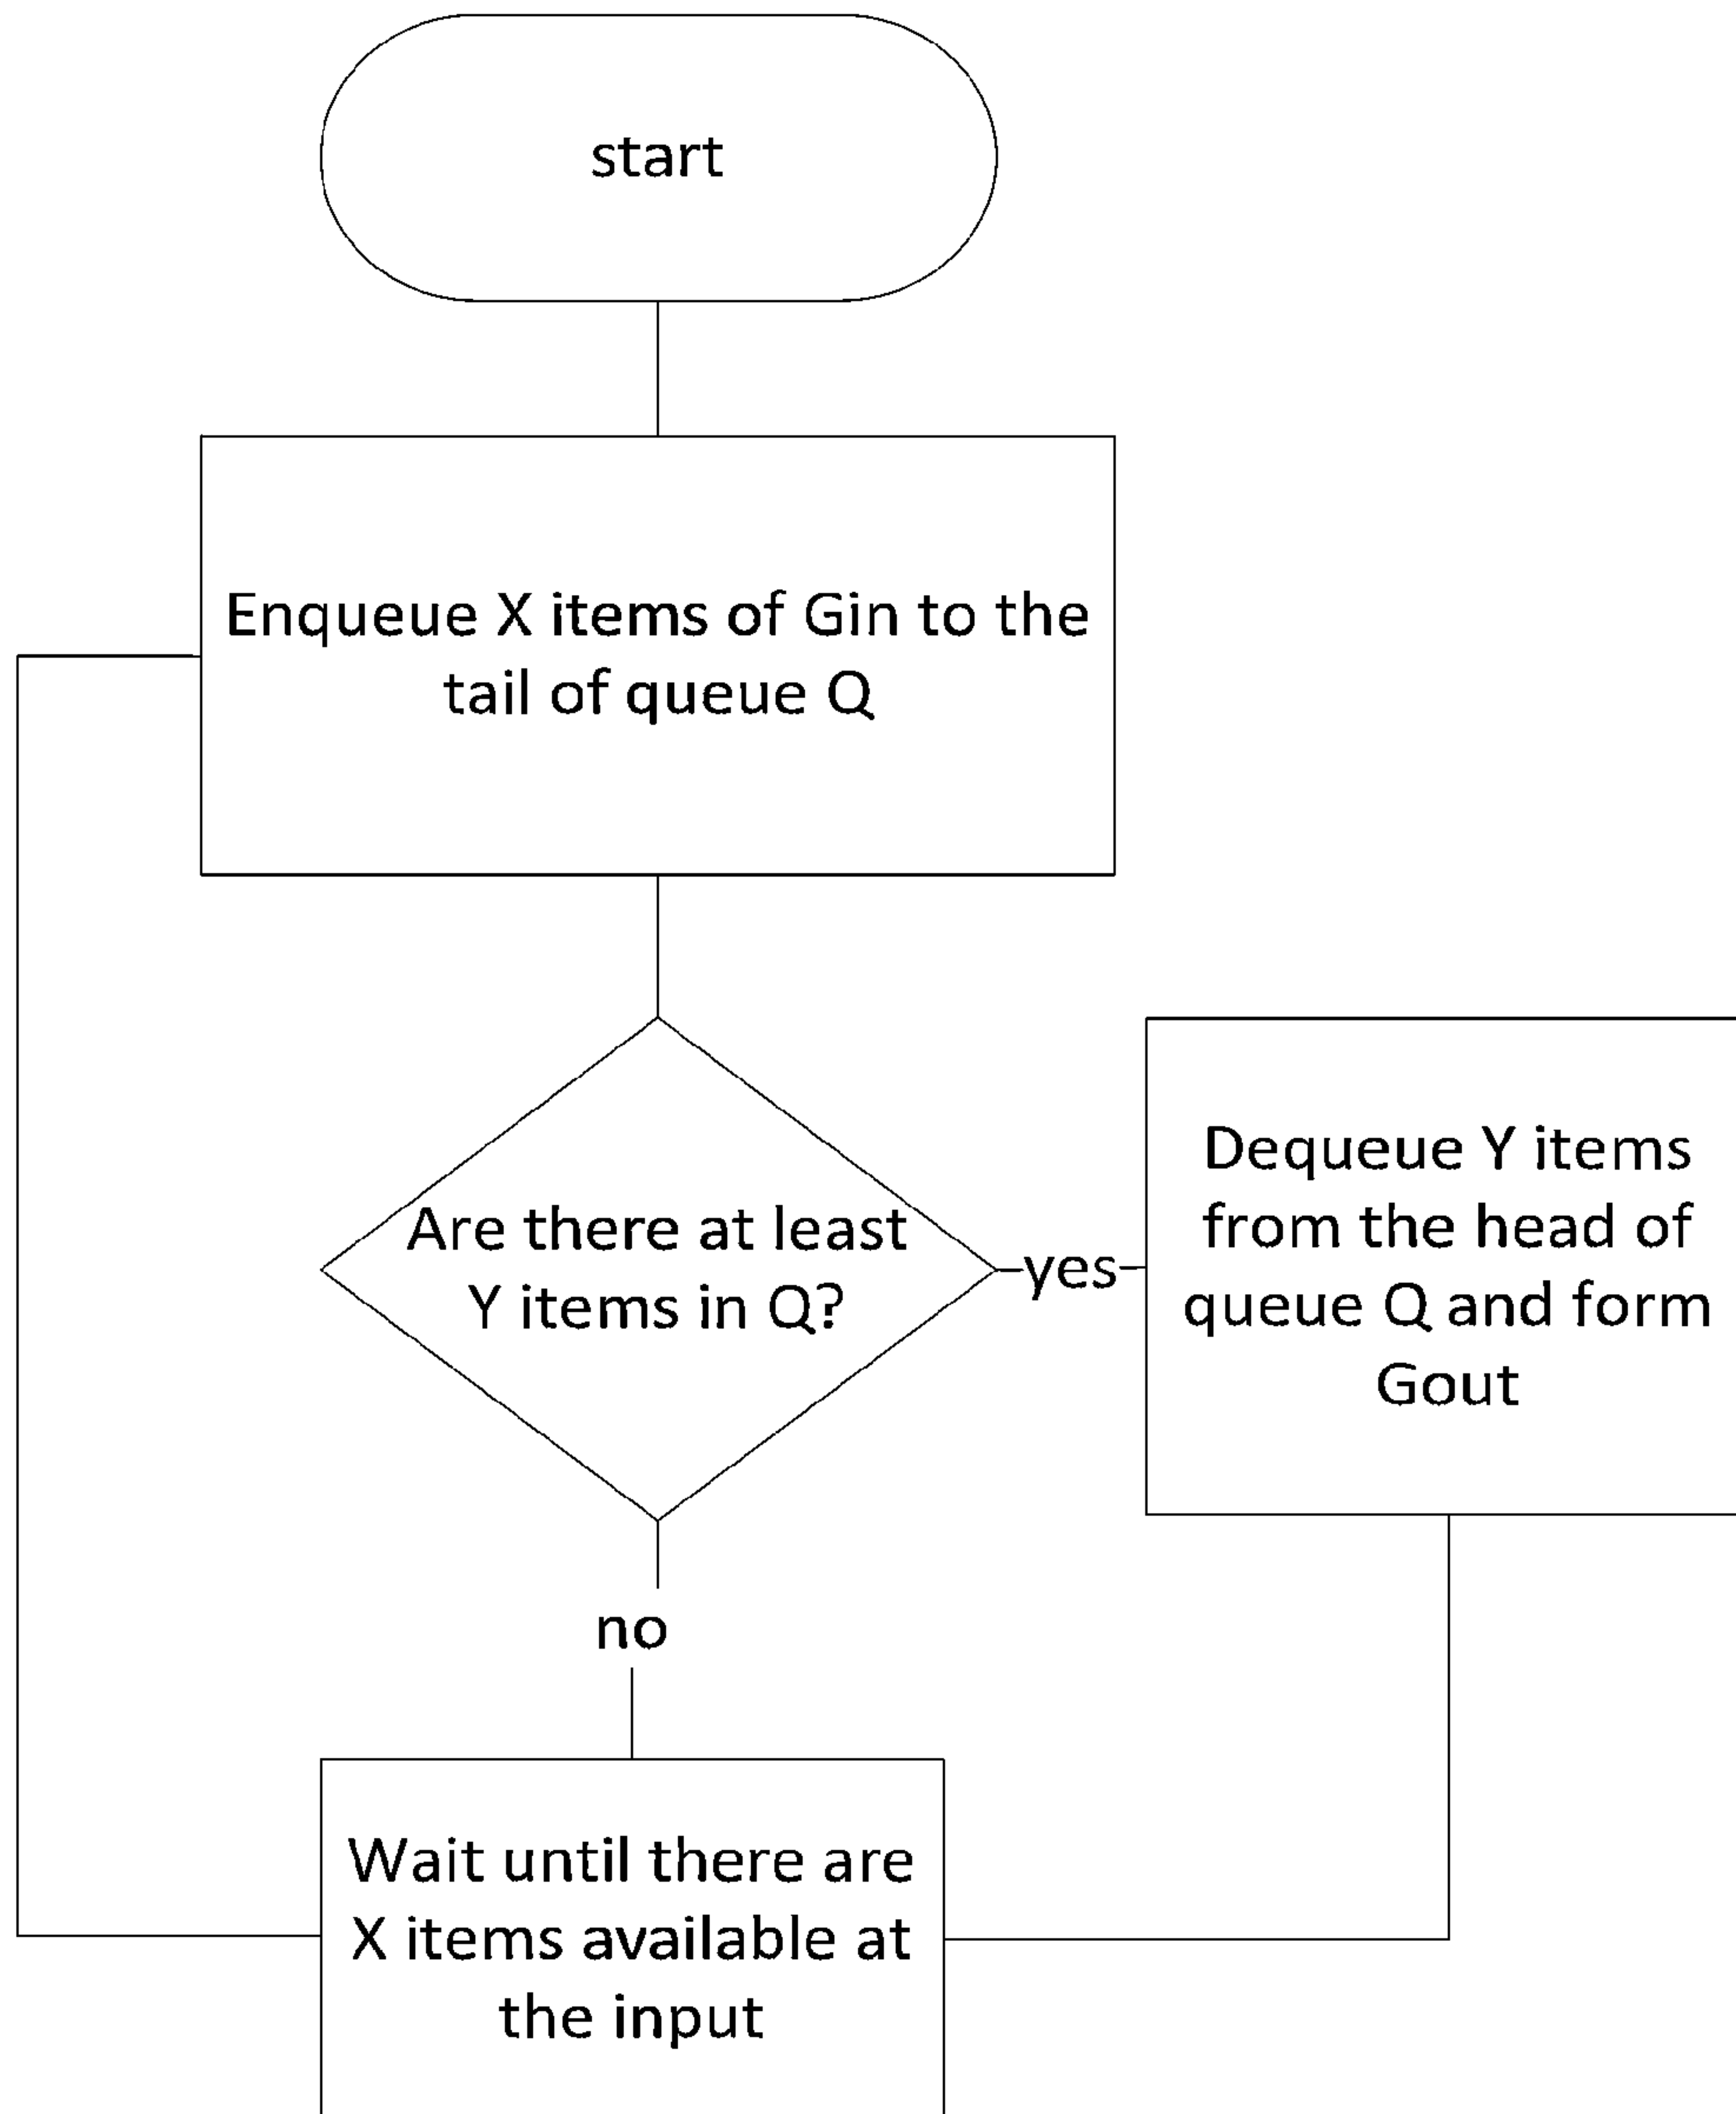 start
Enqueue X items of Gin to the
tail of queue Q
Are there at least
Y items in Q?
yes
Dequeue Y items
from the head of
queue Q and form
Gout
no
Wait until there are
X items available at
the input